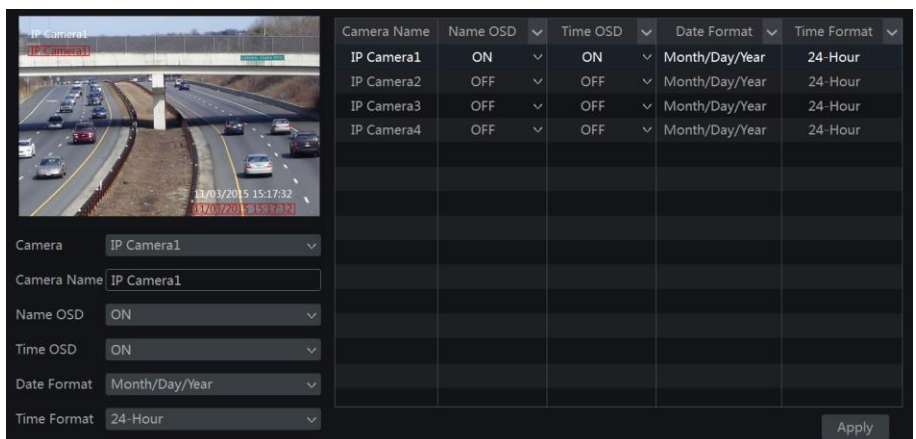 IP Camera1
IP Camera1
11/03/2015 15:17:32
11/03/2015 15:17:32
Camera IP Camera1
Camera Name IP Camera1
Name OSD ON
Time OSD ON
Date Format Month/Day/Year
Time Format 24-Hour
Camera Name Name OSD Time OSD Date Format Time Format
IP Camera1 ON ON Month/Day/Year 24-Hour
IP Camera2 OFF OFF Month/Day/Year 24-Hour
IP Camera3 OFF OFF Month/Day/Year 24-Hour
IP Camera4 OFF OFF Month/Day/Year 24-Hour
Apply